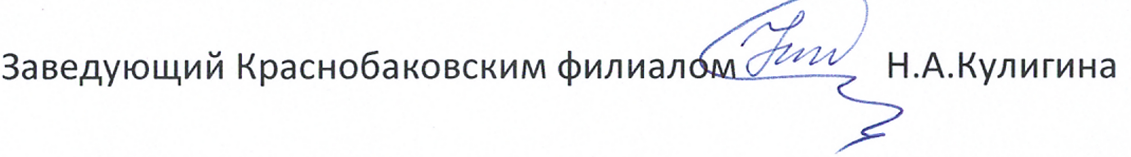 Заведующий Краснобаковским филиалом Н.А.Кулигина